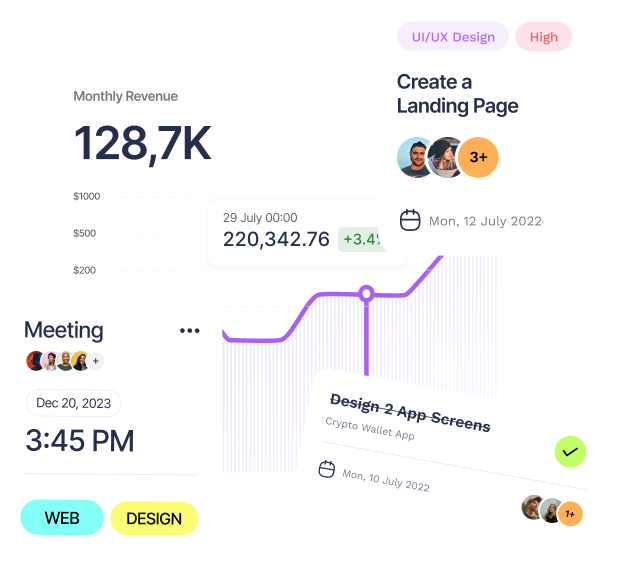 UI/UX Design
High
Create a
Landing Page
3+
Mon, 12 July 2022
Monthly Revenue
128,7K
$1000
$500
$200
29 July 00:00
220,342.76
+3.4%
Meeting
+
Dec 20, 2023
3:45 PM
WEB
DESIGN
Design 2 App Screens
Crypto Wallet App
Mon, 10 July 2022
1+